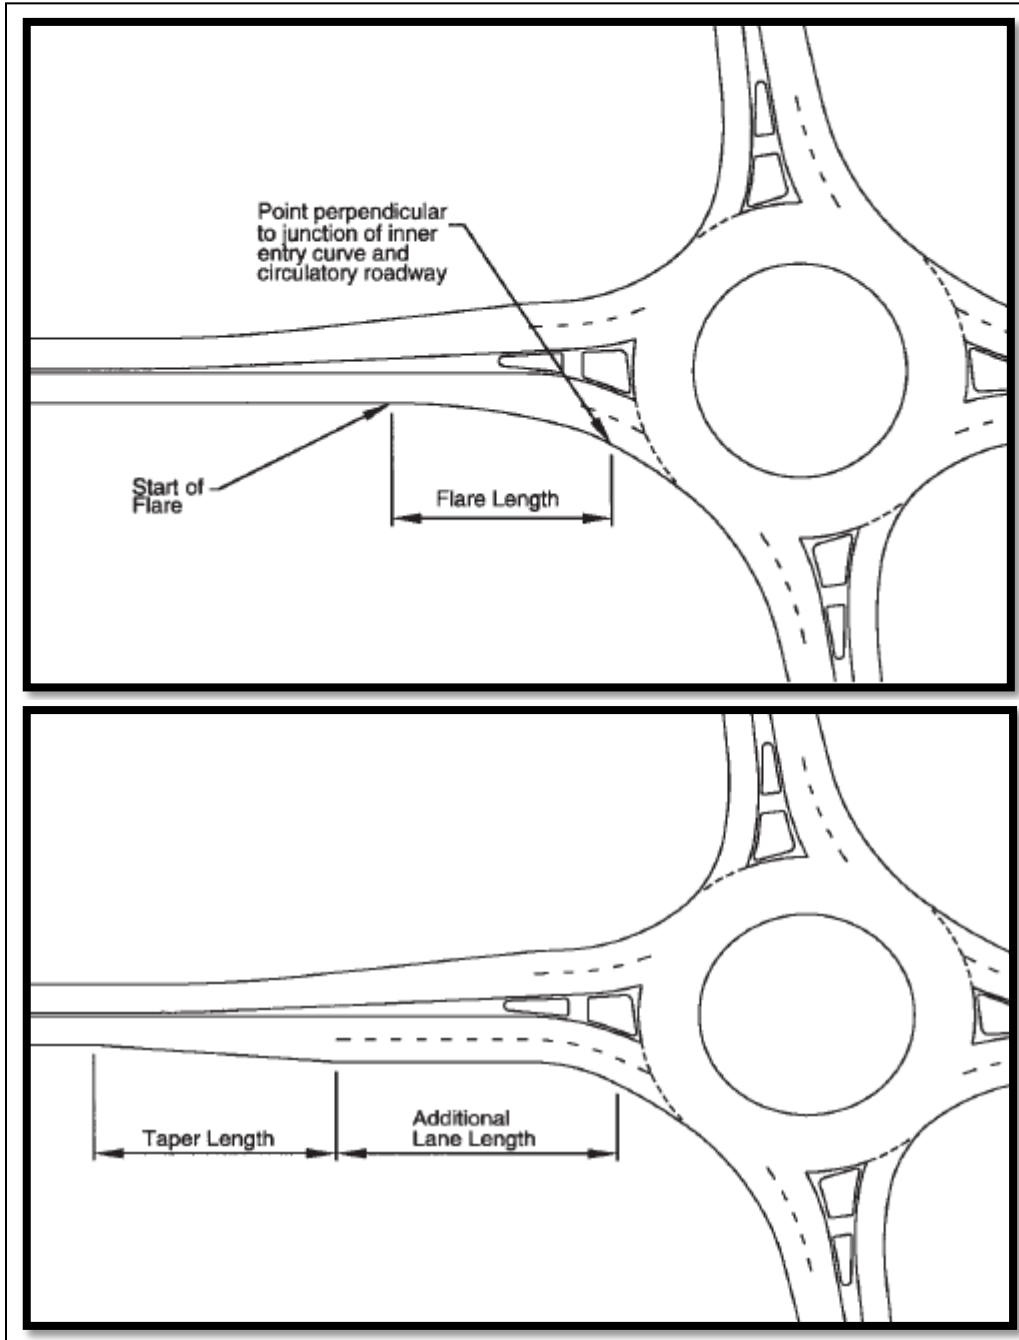 Point perpendicular
to junction of inner
entry curve and
circulatory roadway
Start of
Flare
Flare Length
Taper Length
Additional
Lane Length